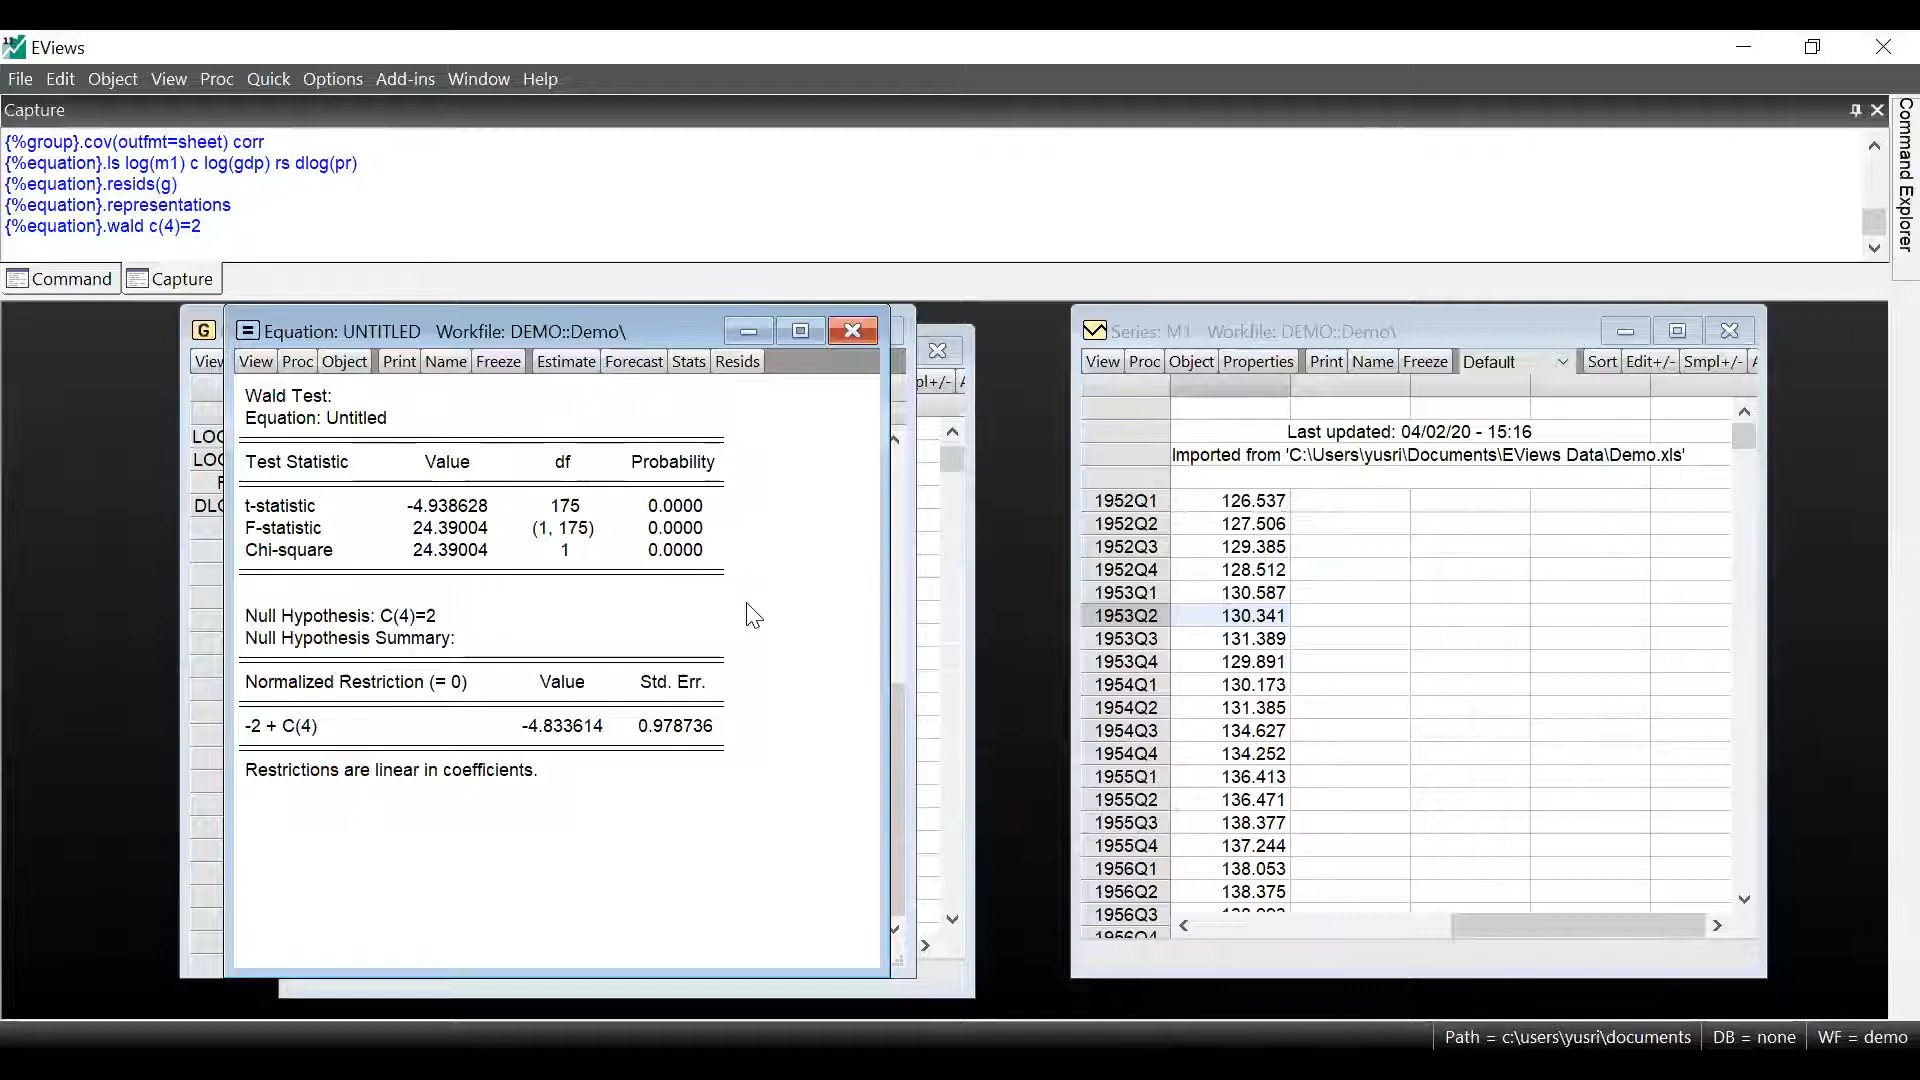 EViews
File Edit Object View Proc Quick Options Add-ins Window Help
Capture
{%group}.cov(outfmt=sheet) corr
{%equation}.ls log(m1) c log(gdp) rs dlog(pr)
{%equation}.resids(g)
{%equation}.representations
{%equation}.wald c(4)=2
Command Explorer
Command Capture
G
View
LOG
LOG
DLO
Equation: UNTITLED Workfile: DEMO::Demo\
View Proc Object Print Name Freeze Estimate Forecast Stats Resids
Wald Test:
Equation: Untitled
Test Statistic Value df Probability
t-statistic -4.938628 175 0.0000
F-statistic 24.39004 (1, 175) 0.0000
Chi-square 24.39004 1 0.0000
Null Hypothesis: C(4)=2
Null Hypothesis Summary:
Normalized Restriction (= 0) Value Std. Err.
-2 + C(4) -4.833614 0.978736
Restrictions are linear in coefficients.
pl+/-
Series: M1 Workfile: DEMO::Demo\
View Proc Object Properties Print Name Freeze Default Sort Edit+/- Smpl+/-
Last updated: 04/02/20 - 15:16
Imported from 'C:\Users\yusri\Documents\EViews Data\Demo.xls'
1952Q1 126.537
1952Q2 127.506
1952Q3 129.385
1952Q4 128.512
1953Q1 130.587
1953Q2 130.341
1953Q3 131.389
1953Q4 129.891
1954Q1 130.173
1954Q2 131.385
1954Q3 134.627
1954Q4 134.252
1955Q1 136.413
1955Q2 136.471
1955Q3 138.377
1955Q4 137.244
1956Q1 138.053
1956Q2 138.375
1956Q3
1956Q4
Path = c:\users\yusri\documents DB = none WF = demo